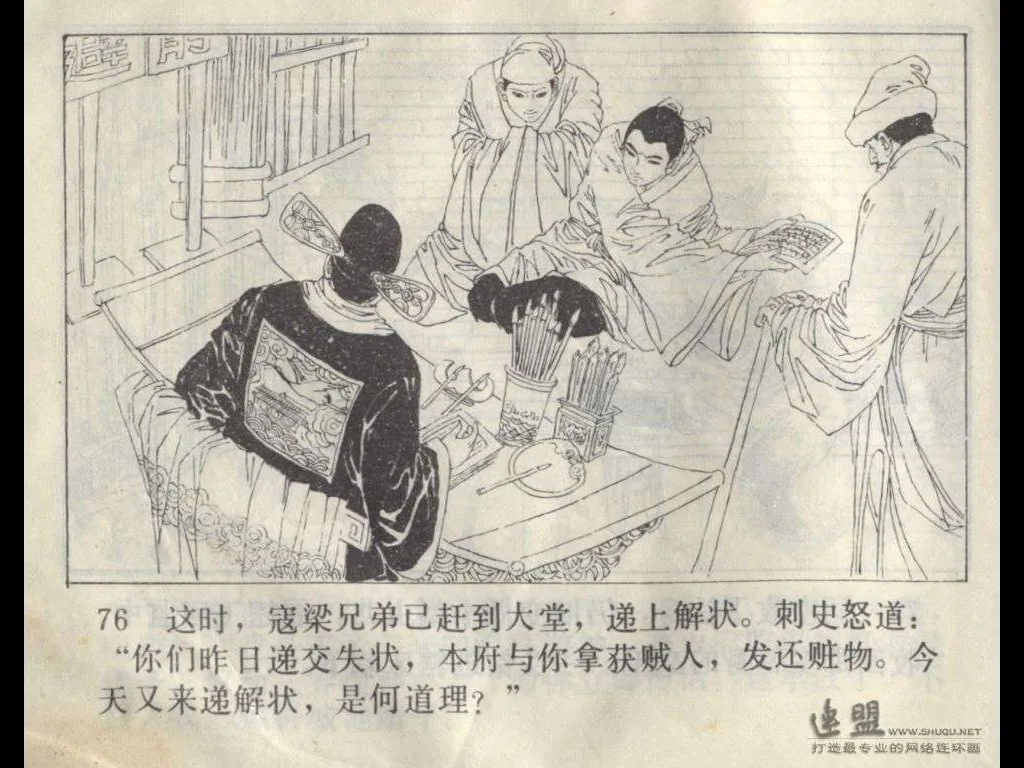 避 肅
76 这时，寇梁兄弟已赶到大堂，递上解状。刺史怒道：
“你们昨日递交失状，本府与你拿获贼人，发还赃物。今
天又来递解状，是何道理？”
连盟 WWW.SHUQU.NET
打造最专业的网络连环画